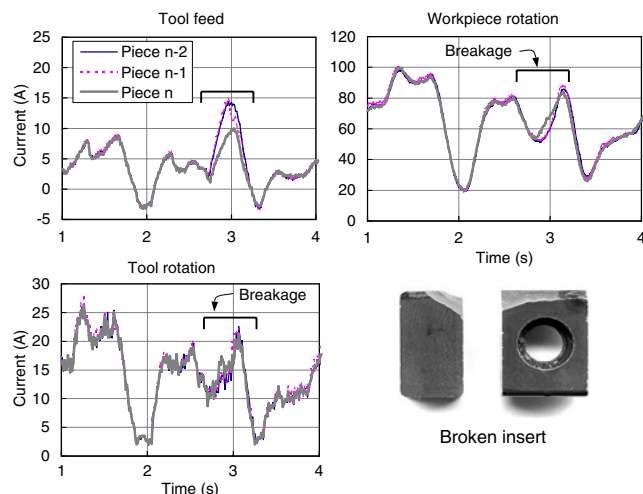 Tool feed
Workpiece rotation
25
20
15
10
5
0
-5
Currrent (A)
Piece n-2
Piece n-1
Piece n
1 2 3 4
120
100
80
60
40
20
0
Breakage
1 2 3 4
Time (s)
Tool rotation
30
25
20
15
10
5
0
Current (A)
Breakage
1 2 3 4
Time (s)
Broken insert